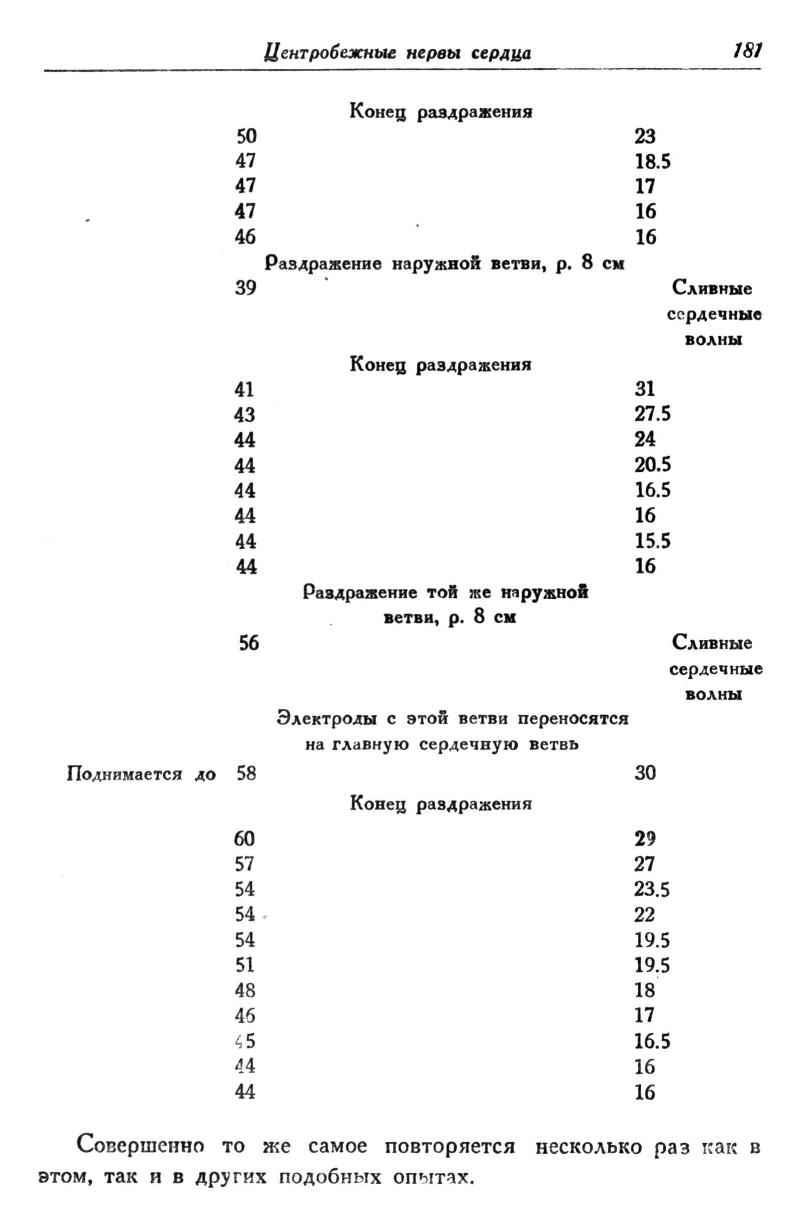 Центробежные нервы сердца 181
Конец раздражения
50 23
47 18.5
47 17
47 16
46 16
Раздражение наружной ветви, р. 8 см
39 Сливные
сердечные
волны
Конец раздражения
41 31
43 27.5
44 24
44 20.5
44 16.5
44 16
44 15.5
44 16
Раздражение той же наружной
ветви, р. 8 см
56 Сливные
сердечные
волны
Электроды с этой ветви переносятся
на главную сердечную ветвь
Поднимается до 58 30
Конец раздражения
60 29
57 27
54 23.5
54 22
54 19.5
51 19.5
48 18
46 17
45 16.5
44 16
44 16
Совершенно то же самое повторяется несколько раз как в
этом, так и в других подобных опытах.